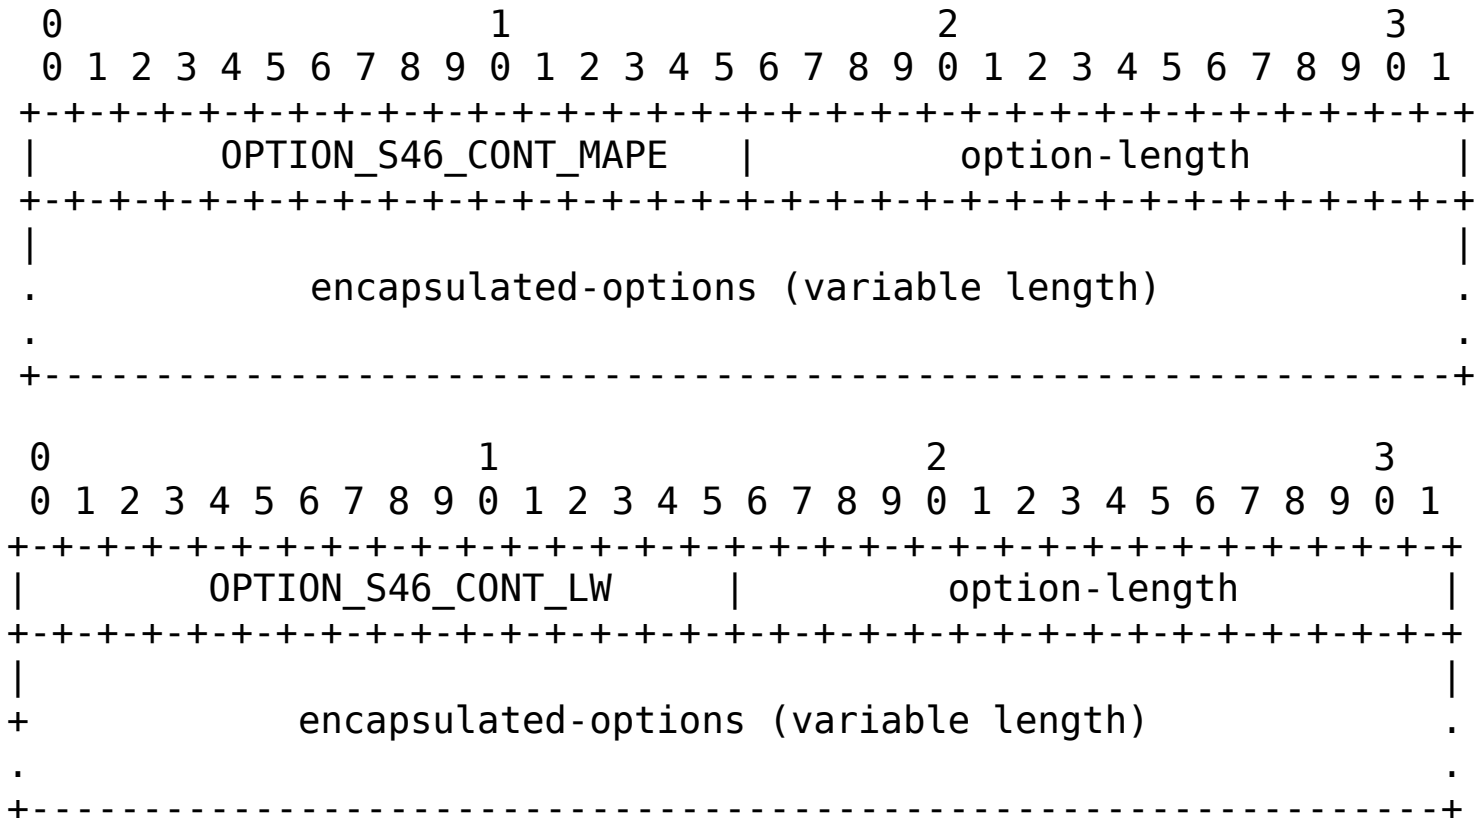 0                   1                   2                   3
0 1 2 3 4 5 6 7 8 9 0 1 2 3 4 5 6 7 8 9 0 1 2 3 4 5 6 7 8 9 0 1
+-+-+-+-+-+-+-+-+-+-+-+-+-+-+-+-+-+-+-+-+-+-+-+-+-+-+-+-+-+-+-+-+
|        OPTION_S46_CONT_MAPE   |         option-length         |
+-+-+-+-+-+-+-+-+-+-+-+-+-+-+-+-+-+-+-+-+-+-+-+-+-+-+-+-+-+-+-+-+
|                                                               |
.            encapsulated-options (variable length)             .
.                                                               .
+---------------------------------------------------------------+
0                   1                   2                   3
0 1 2 3 4 5 6 7 8 9 0 1 2 3 4 5 6 7 8 9 0 1 2 3 4 5 6 7 8 9 0 1
+-+-+-+-+-+-+-+-+-+-+-+-+-+-+-+-+-+-+-+-+-+-+-+-+-+-+-+-+-+-+-+-+
|        OPTION_S46_CONT_LW     |         option-length         |
+-+-+-+-+-+-+-+-+-+-+-+-+-+-+-+-+-+-+-+-+-+-+-+-+-+-+-+-+-+-+-+-+
|                                                               |
+            encapsulated-options (variable length)             .
.                                                               .
+---------------------------------------------------------------+